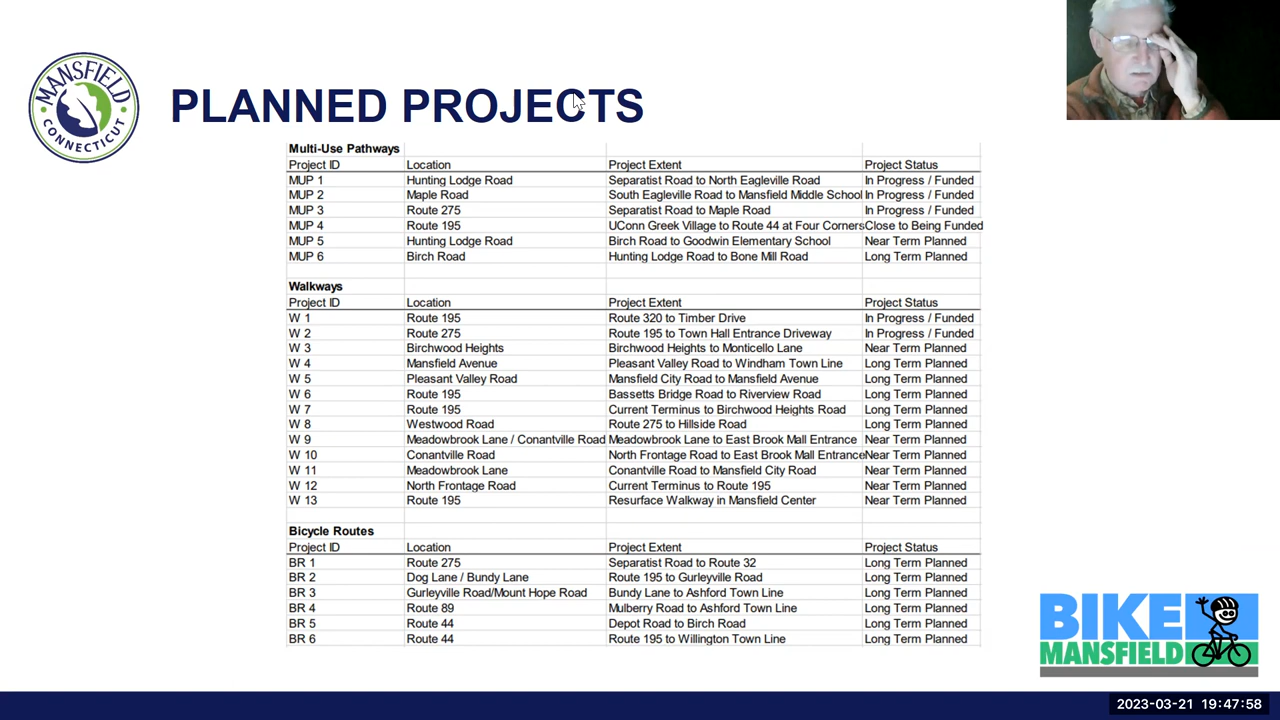 MANSFIELD
CONNECTICUT
PLANNED PROJECTS
Multi-Use Pathways
Project ID Location Project Extent Project Status
MUP 1 Hunting Lodge Road Separatist Road to North Eagleville Road In Progress / Funded
MUP 2 Maple Road South Eagleville Road to Mansfield Middle School In Progress / Funded
MUP 3 Route 275 Separatist Road to Maple Road In Progress / Funded
MUP 4 Route 195 UConn Greek Village to Route 44 at Four Corners Close to Being Funded
MUP 5 Hunting Lodge Road Birch Road to Goodwin Elementary School Near Term Planned
MUP 6 Birch Road Hunting Lodge Road to Bone Mill Road Long Term Planned
Walkways
Project ID Location Project Extent Project Status
W 1 Route 195 Route 320 to Timber Drive In Progress / Funded
W 2 Route 275 Route 195 to Town Hall Entrance Driveway In Progress / Funded
W 3 Birchwood Heights Birchwood Heights to Monticello Lane Near Term Planned
W 4 Mansfield Avenue Pleasant Valley Road to Windham Town Line Long Term Planned
W 5 Pleasant Valley Road Mansfield City Road to Mansfield Avenue Long Term Planned
W 6 Route 195 Bassetts Bridge Road to Riverview Road Long Term Planned
W 7 Route 195 Current Terminus to Birchwood Heights Road Long Term Planned
W 8 Westwood Road Route 275 to Hillside Road Long Term Planned
W 9 Meadowbrook Lane / Conantville Road Meadowbrook Lane to East Brook Mall Entrance Near Term Planned
W 10 Conantville Road North Frontage Road to East Brook Mall Entrance Near Term Planned
W 11 Meadowbrook Lane Conantville Road to Mansfield City Road Near Term Planned
W 12 North Frontage Road Current Terminus to Route 195 Near Term Planned
W 13 Route 195 Resurface Walkway in Mansfield Center Near Term Planned
Bicycle Routes
Project ID Location Project Extent Project Status
BR 1 Route 275 Separatist Road to Route 32 Long Term Planned
BR 2 Dog Lane / Bundy Lane Route 195 to Gurleyville Road Long Term Planned
BR 3 Gurleyville Road/Mount Hope Road Bundy Lane to Ashford Town Line Long Term Planned
BR 4 Route 89 Mulberry Road to Ashford Town Line Long Term Planned
BR 5 Route 44 Depot Road to Birch Road Long Term Planned
BR 6 Route 44 Route 195 to Willington Town Line Long Term Planned
BIKE
MANSFIELD
2023-03-21 19:47:58